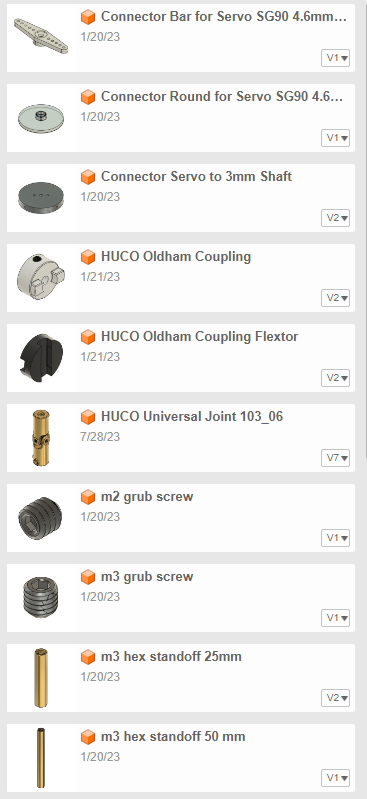 Connector Bar for Servo SG90 4.6mm...
1/20/23
V1
Connector Round for Servo SG90 4.6...
1/20/23
V1
Connector Servo to 3mm Shaft
1/20/23
V2
HUCO Oldham Coupling
1/21/23
V2
HUCO Oldham Coupling Flextor
1/21/23
V2
HUCO Universal Joint 103_06
7/28/23
V7
m2 grub screw
1/20/23
V1
m3 grub screw
1/20/23
V1
m3 hex standoff 25mm
1/20/23
V2
m3 hex standoff 50 mm
1/20/23
V1